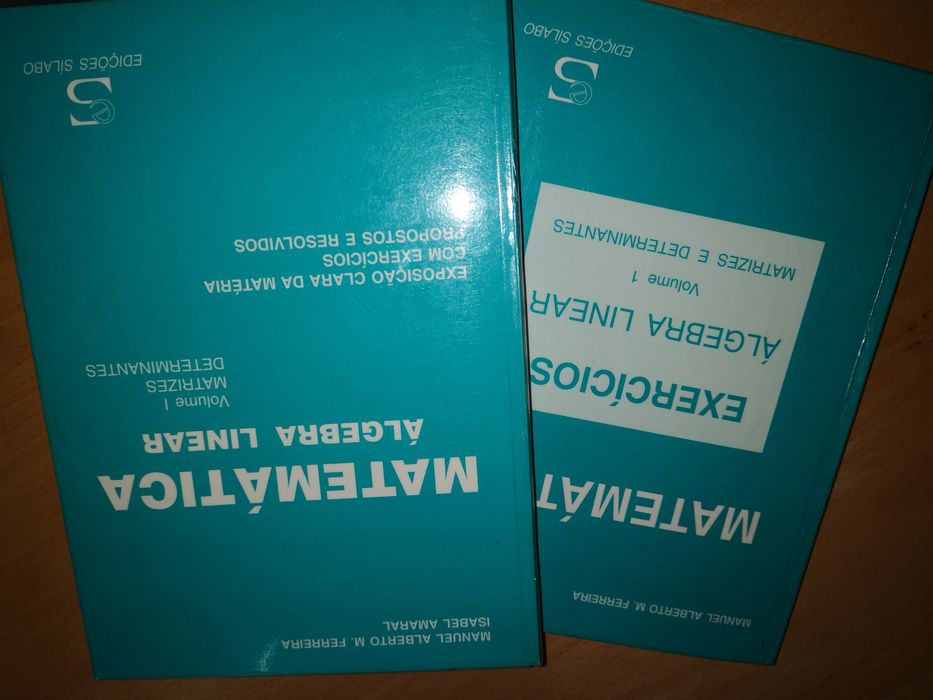 MANUEL ALBERTO M. FERREIRA
ISABEL AMARAL
MATEMÁTICA
ÁLGEBRA LINEAR
Volume I
MATRIZES
DETERMINANTES
EXPOSIÇÃO CLARA DA MATÉRIA
COM EXERCÍCIOS
PROPOSTOS E RESOLVIDOS
EDIÇÕES SÍLABO
MANUEL ALBERTO M. FERREIRA
MATEMÁT
EXERCÍCIOS
ÁLGEBRA LINEAR
Volume 1
MATRIZES E DETERMINANTES
EDIÇÕES SÍLABO